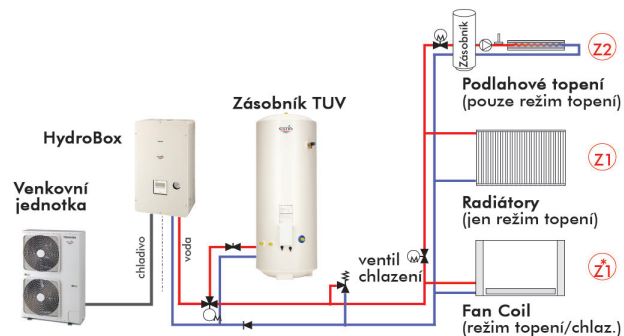 Zásobník
Z2
Podlahové topení
(pouze režim topení)
Zásobník TUV
HydroBox
Z1
Venkovní
jednotka
chladivo
voda
Radiátory
(jen režim topení)
ventil
chlazení
Z1*
Fan Coil
(režim topení/chlaz.)
M
M
M